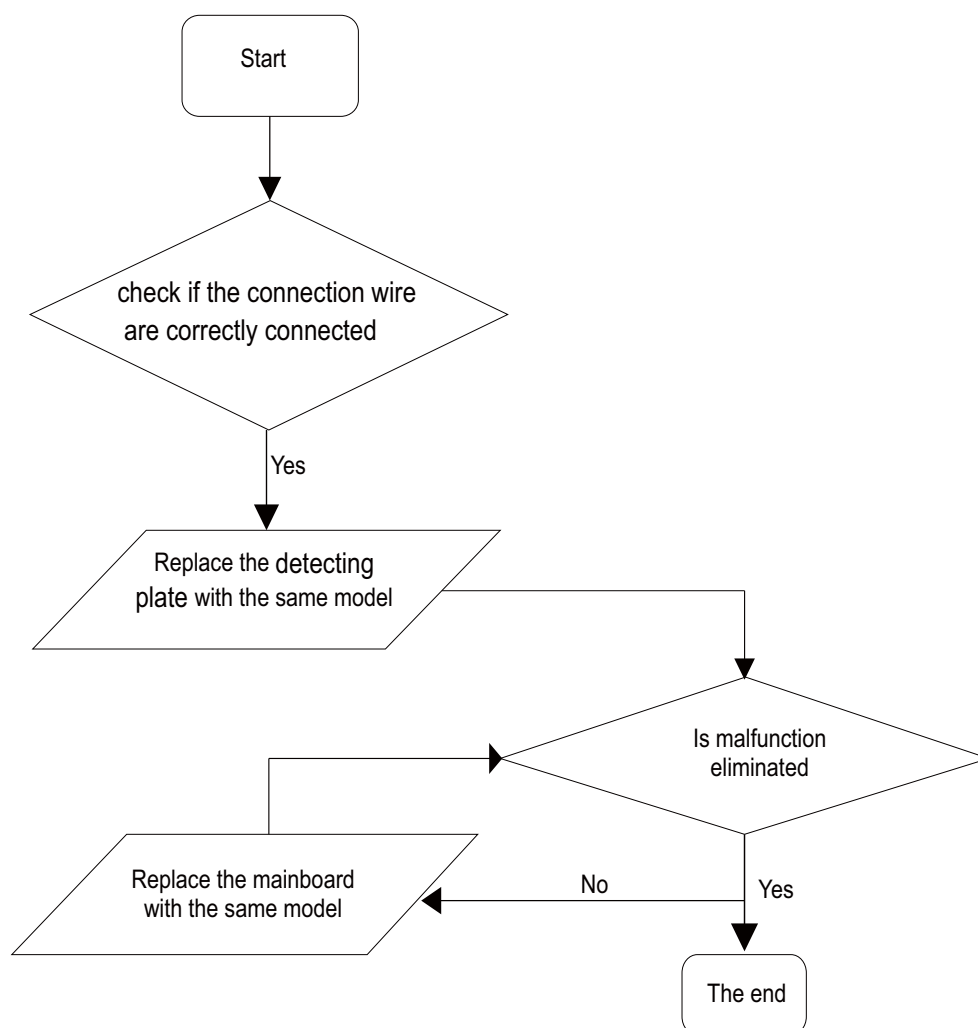 Start
check if the connection wire
are correctly connected
Yes
Replace the detecting
plate with the same model
Is malfunction
eliminated
Replace the mainboard
with the same model
No
Yes
The end